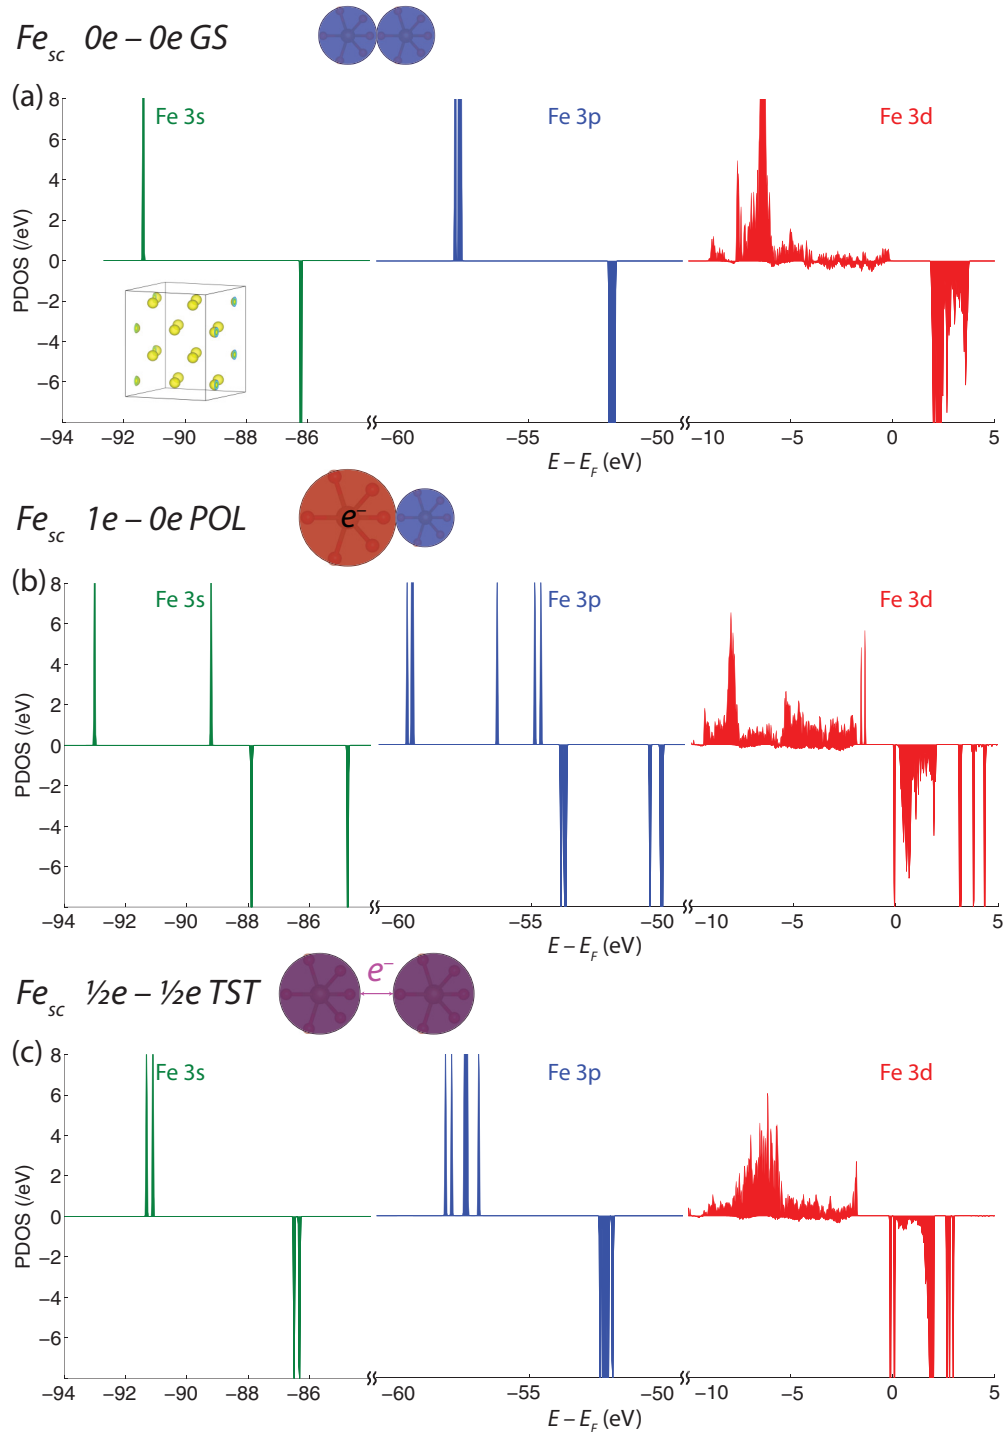 Fe_sc 0e – 0e GS
(a)
Fe 3s
Fe 3p
Fe 3d
PDOS (/eV)
8
6
4
2
0
−2
−4
−6
−94 −92 −90 −88 −86 −60 −55 −50 −10 −5 0 5
E – E_F (eV)
Fe_sc 1e – 0e POL
e⁻
(b)
Fe 3s
Fe 3p
Fe 3d
PDOS (/eV)
8
6
4
2
0
−2
−4
−6
−94 −92 −90 −88 −86 −60 −55 −50 −10 −5 0 5
E – E_F (eV)
Fe_sc ½e – ½e TST
e⁻
(c)
Fe 3s
Fe 3p
Fe 3d
PDOS (/eV)
8
6
4
2
0
−2
−4
−6
−94 −92 −90 −88 −86 −60 −55 −50 −10 −5 0 5
E – E_F (eV)